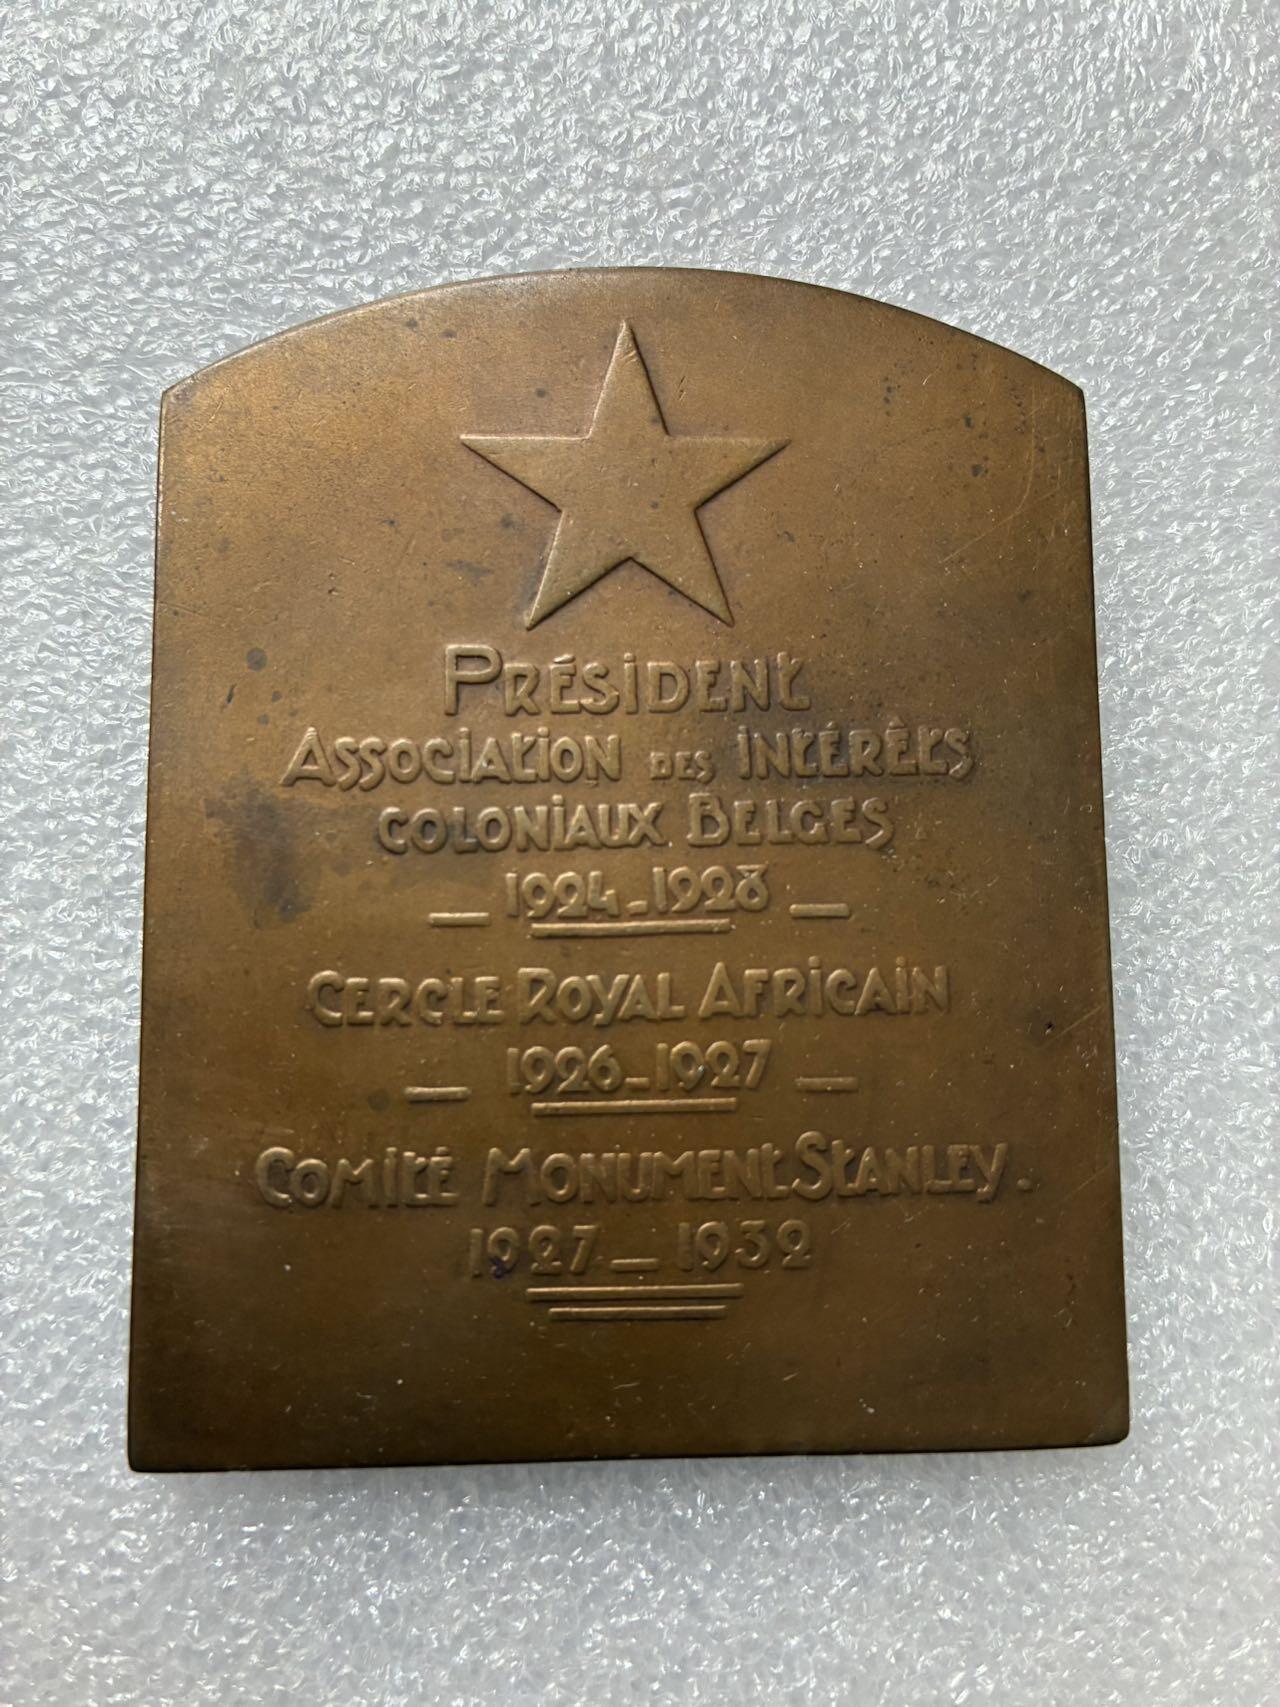 PRÉSIDENT
ASSOCIATION DES INTÉRÊTS
COLONIAUX BELGES
1924-1928
CERCLE ROYAL AFRICAIN
1926-1927
COMITÉ MONUMENT STANLEY.
1927-1932